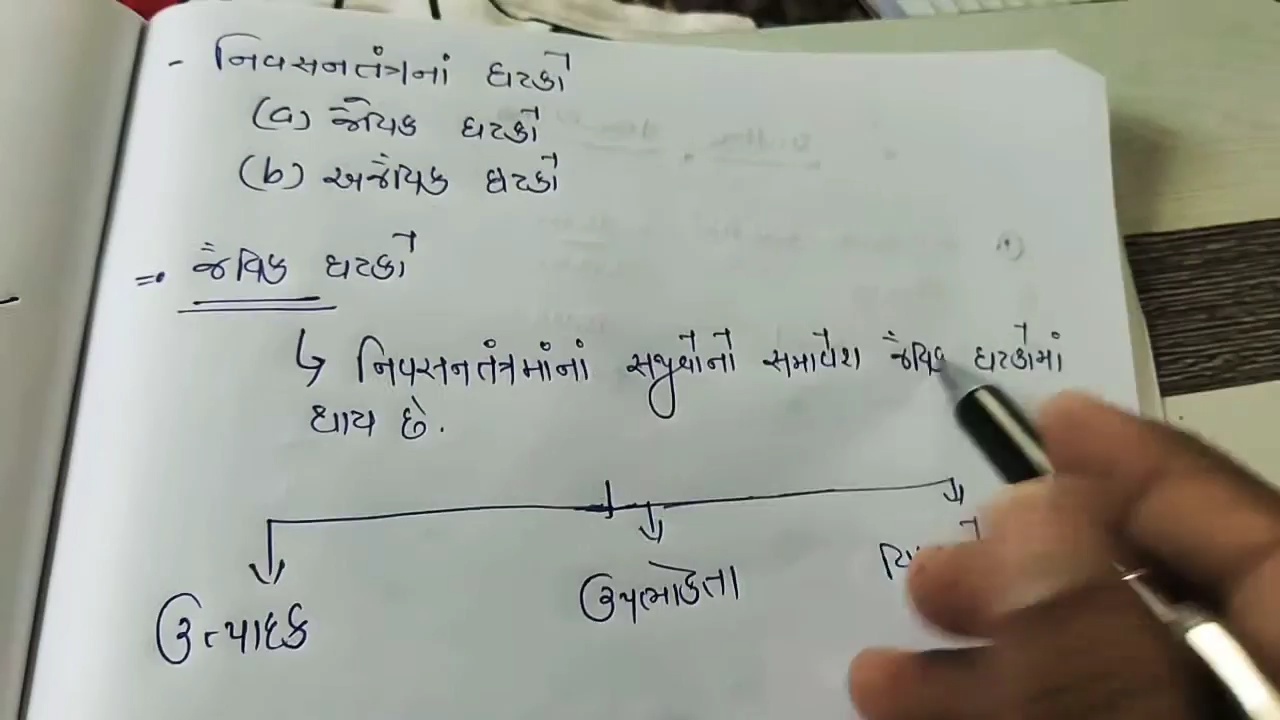 - નિવસનતંત્રનાં ઘટકો
(a) જૈવિક ઘટકો
(b) અજૈવિક ઘટકો
⇒ જૈવિક ઘટકો
↳ નિવસનતંત્રમાંનાં સજીવોનો સમાવેશ જૈવિક ઘટકોમાં
થાય છે.
ઉત્પાદક ઉપભોક્તા